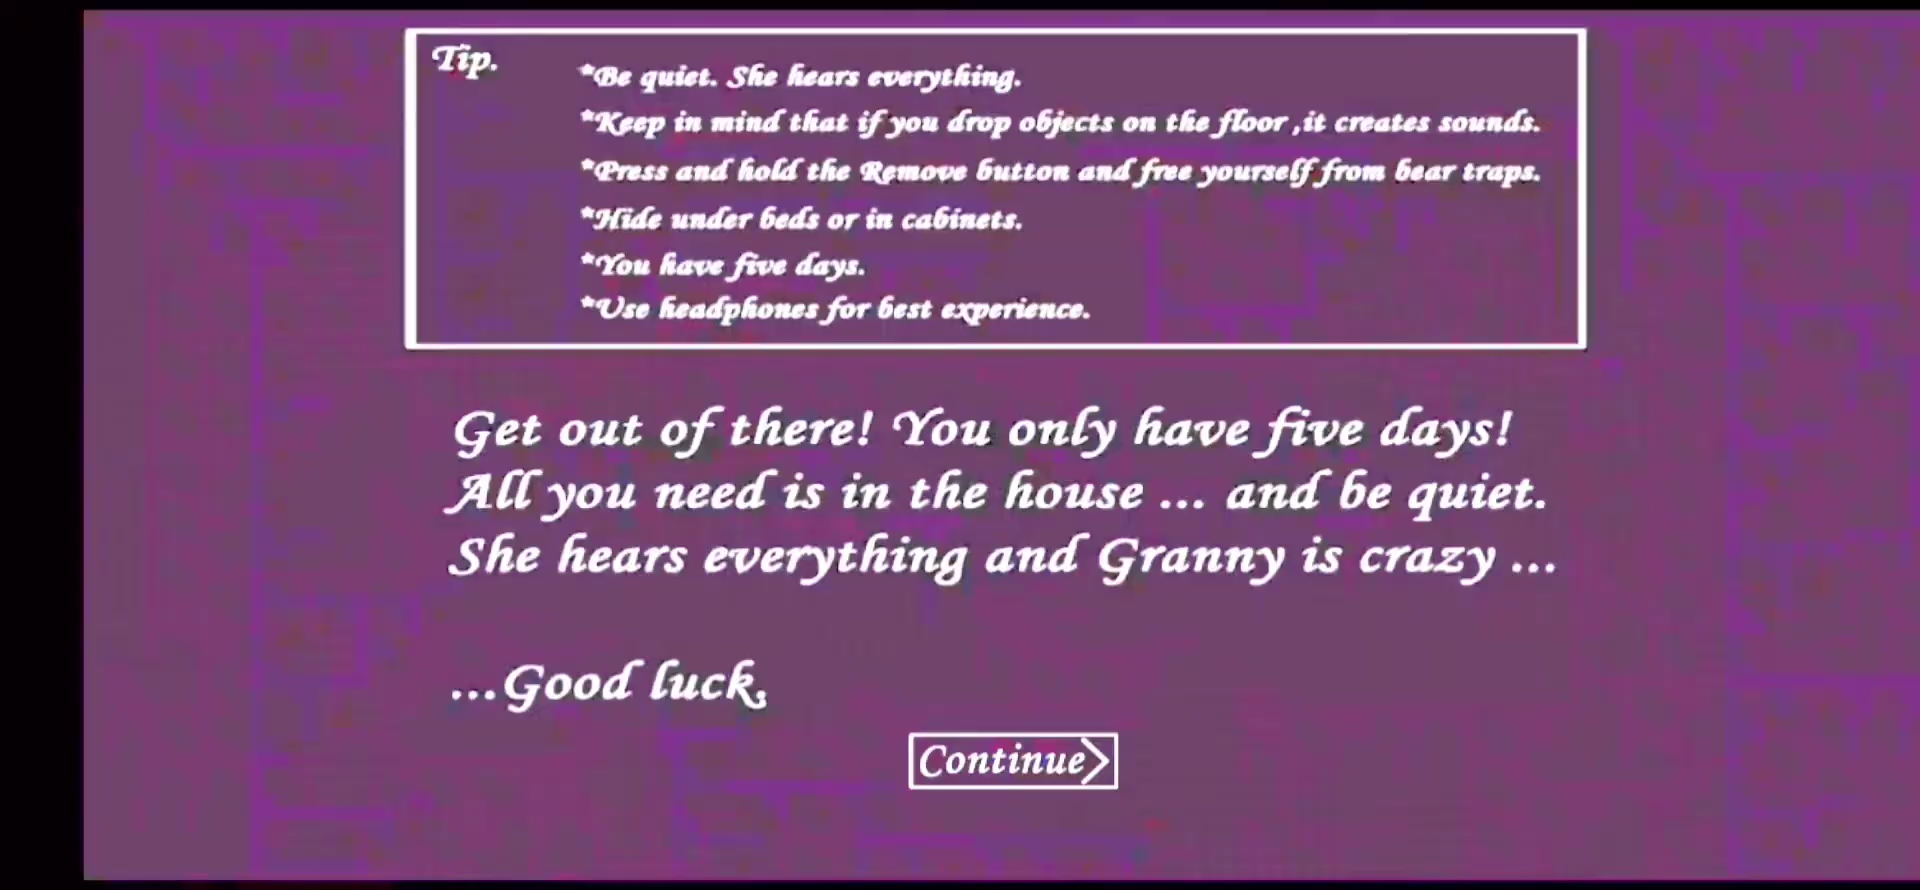 Tip.
*Be quiet. She hears everything.
*Keep in mind that if you drop objects on the floor ,it creates sounds.
*Press and hold the Remove button and free yourself from bear traps.
*Hide under beds or in cabinets.
*You have five days.
*Use headphones for best experience.
Get out of there! You only have five days!
All you need is in the house ... and be quiet.
She hears everything and Granny is crazy ...
...Good luck.
Continue>